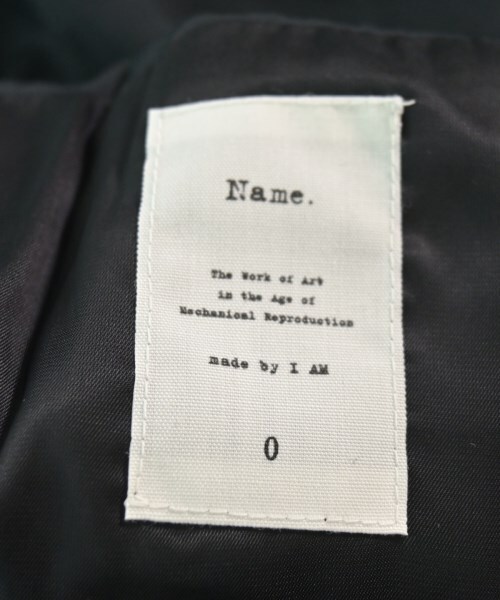 Name.
The Work of Art
in the Age of
Mechanical Reproduction
made by I AM
0